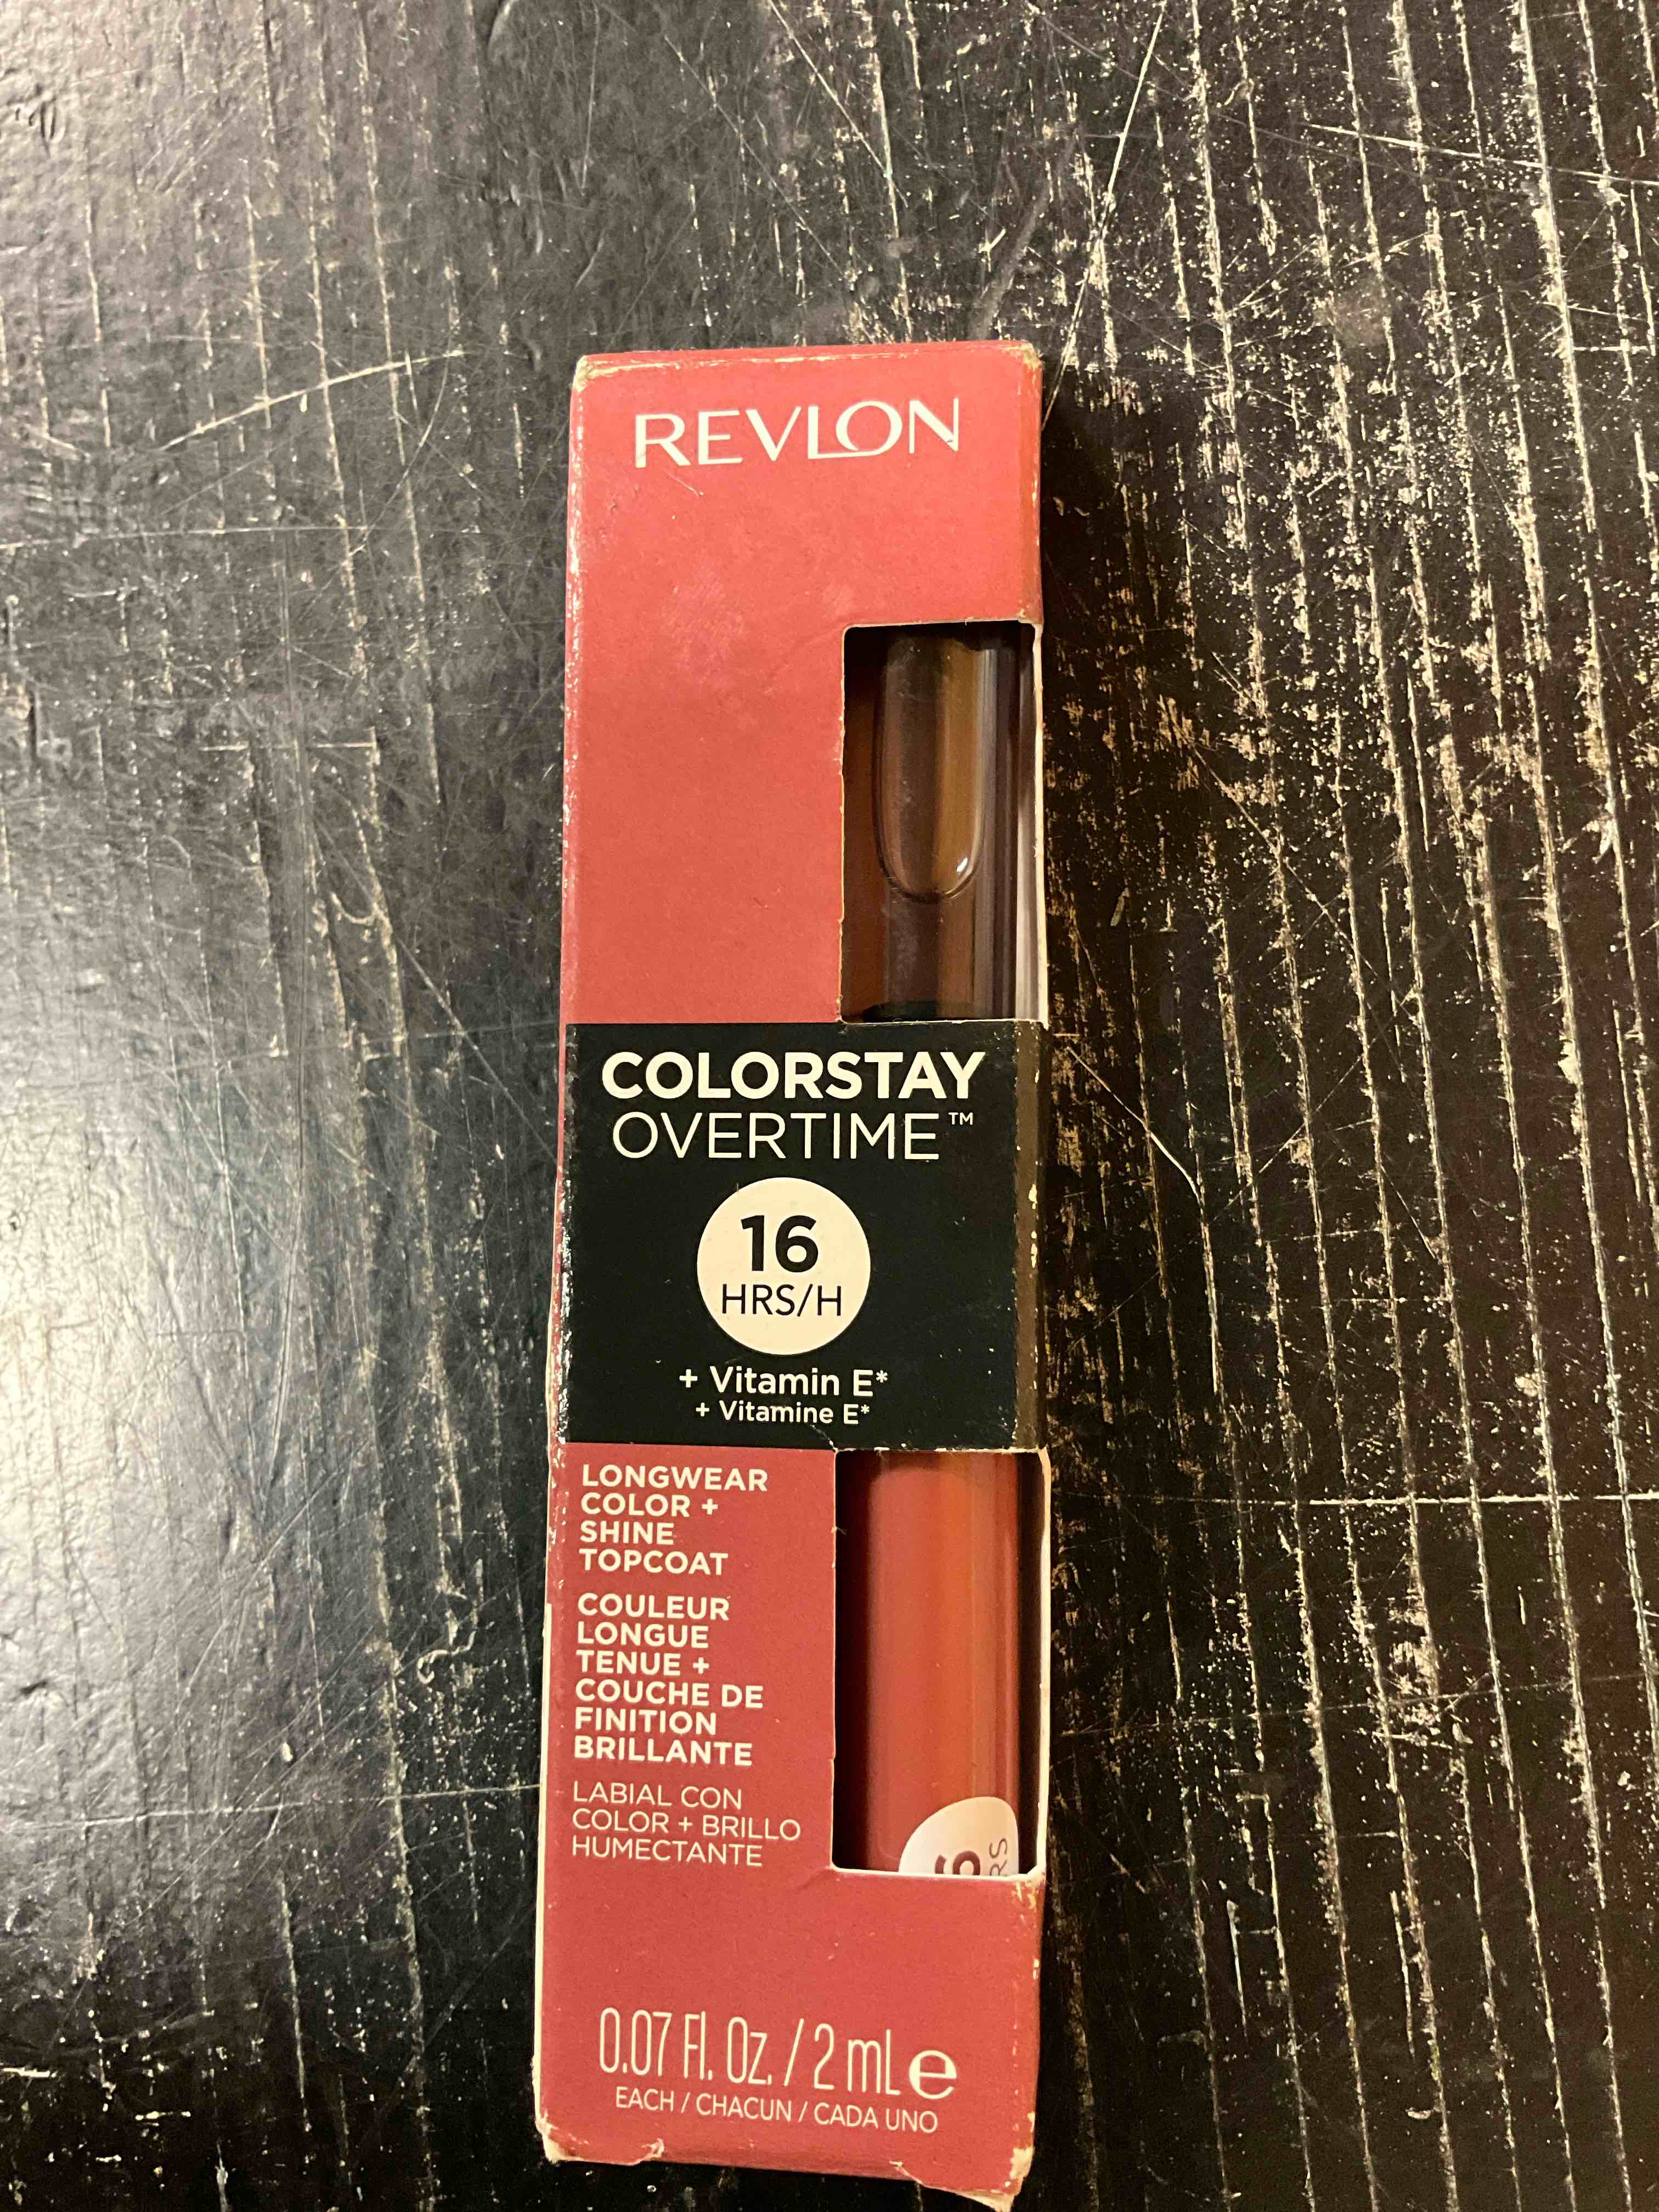 REVLON
COLORSTAY
OVERTIME™
16
HRS/H
+ Vitamin E*
+ Vitamine E*
LONGWEAR
COLOR +
SHINE
TOPCOAT
COULEUR
LONGUE
TENUE +
COUCHE DE
FINITION
BRILLANTE
LABIAL CON
COLOR + BRILLO
HUMECTANTE
0.07 Fl. Oz. / 2 mL e
EACH / CHACUN / CADA UNO